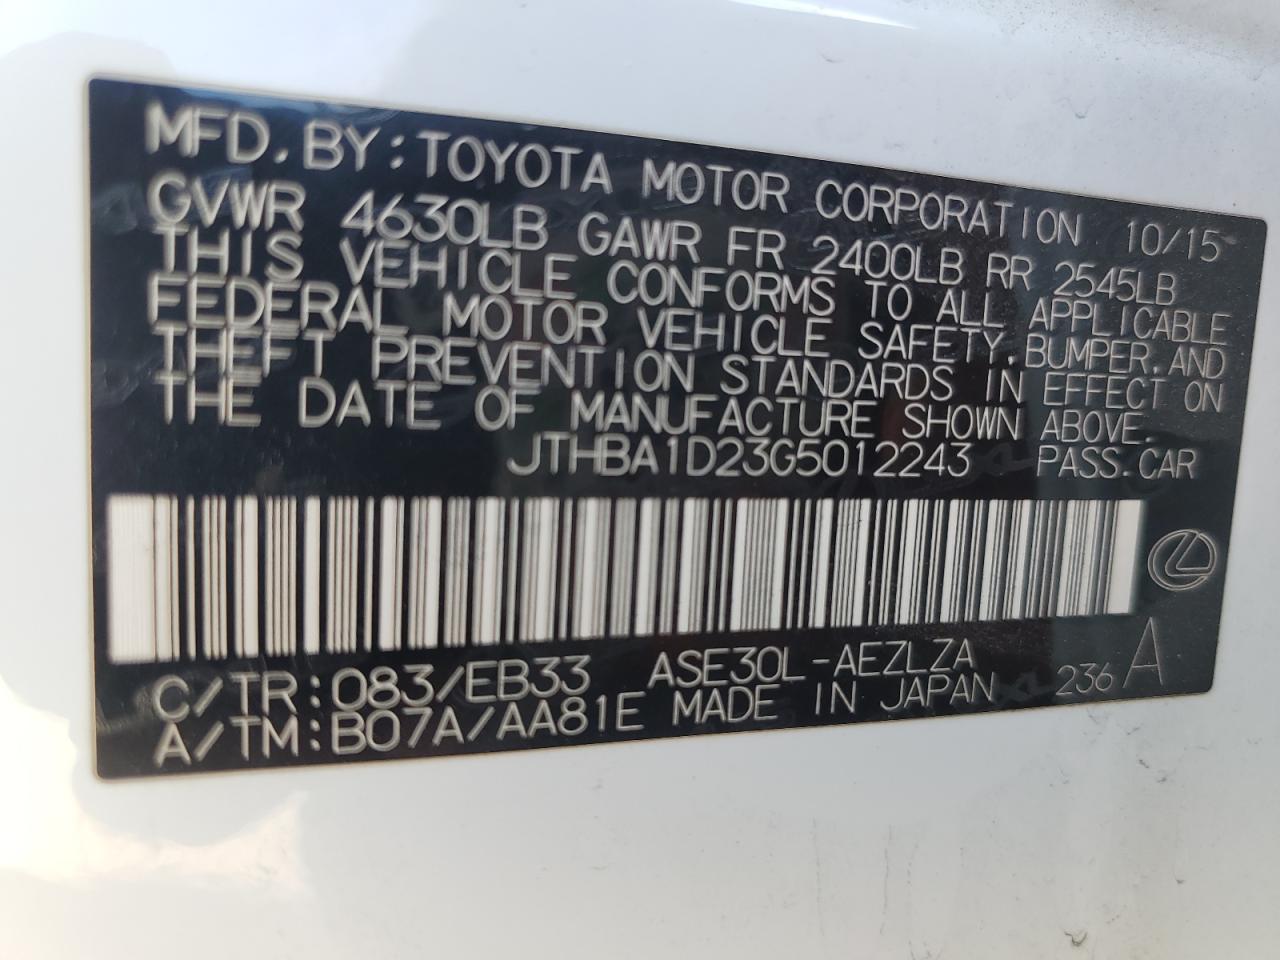 MFD. BY: TOYOTA MOTOR CORPORATION 10/15
GVWR 4630LB GAWR FR 2400LB RR 2545LB
THIS VEHICLE CONFORMS TO ALL APPLICABLE
FEDERAL MOTOR VEHICLE SAFETY, BUMPER, AND
THEFT PREVENTION STANDARDS IN EFFECT ON
THE DATE OF MANUFACTURE SHOWN ABOVE.
JTHBA1D23G5012243 PASS. CAR
C/TR: 083/EB33 ASE30L-AEZLZA
A/TM: B07A/AA81E MADE IN JAPAN 236 A